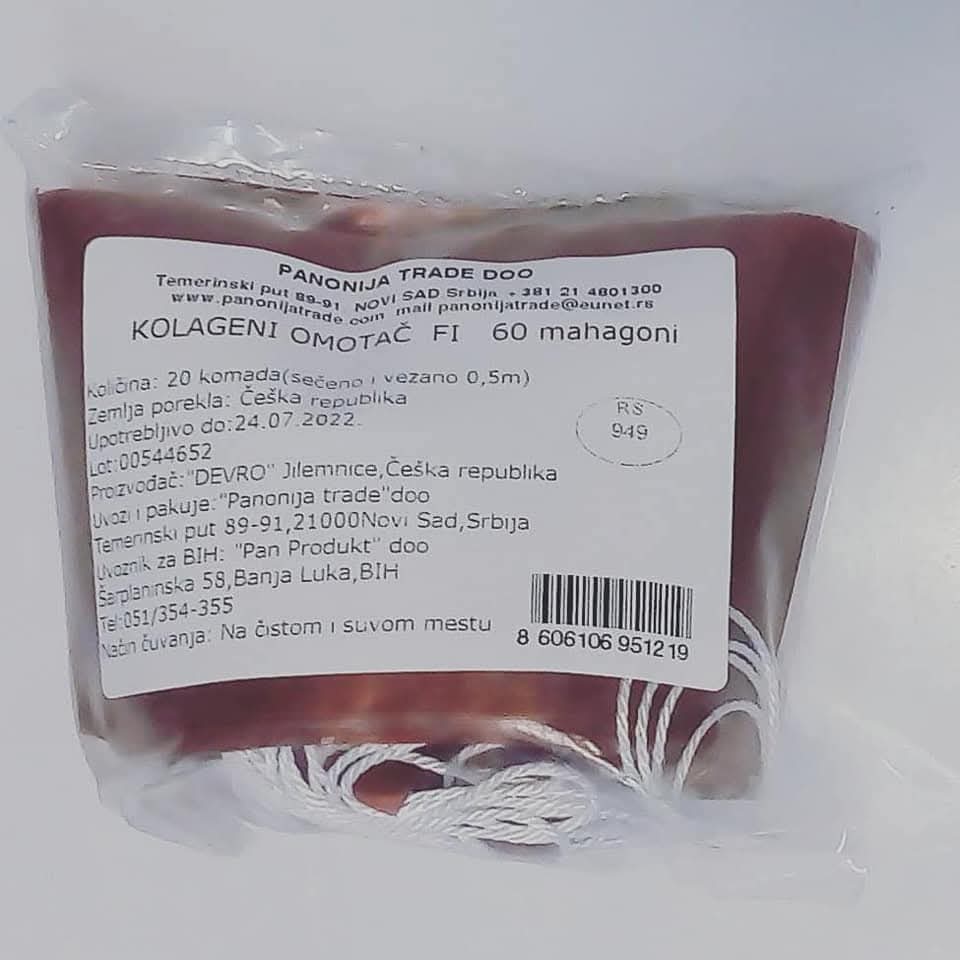 PANONIJA TRADE DOO
Temerinski put 89-91 NOVI SAD Srbija + 381 21 4801300
www.panonijatrade.com mail panonijatrade@eunet.rs
KOLAGENI OMOTAČ FI 60 mahagoni
Količina: 20 komada(sečeno i vezano 0,5m)
Zemlja porekla: Češka republika
Upotrebljivo do:24.07.2022.
Lot:00544652
RS
949
Proizvođač:"DEVRO" Jilemnice,Češka republika
Uvozi i pakuje:"Panonija trade"doo
Temerinski put 89-91,21000Novi Sad,Srbija
Uvoznik za BIH: "Pan Produkt" doo
Šarplaninska 58,Banja Luka,BIH
Tel:051/354-355
Način čuvanja: Na čistom i suvom mestu
8 606106 951219